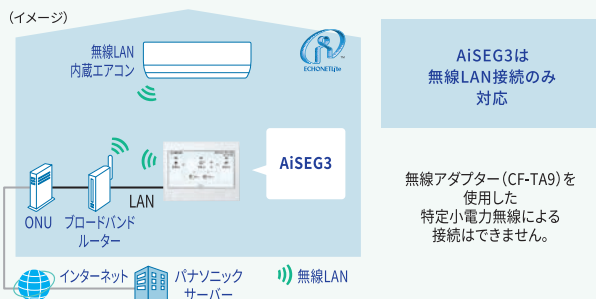 (イメージ)
無線LAN
内蔵エアコン
ECHONETLite
AiSEG3は
無線LAN接続のみ
対応
AiSEG3
LAN
ONU
ブロードバンド
ルーター
無線アダプター(CF-TA9)を
使用した
特定小電力無線による
接続はできません。
インターネット
パナソニック
サーバー
無線LAN